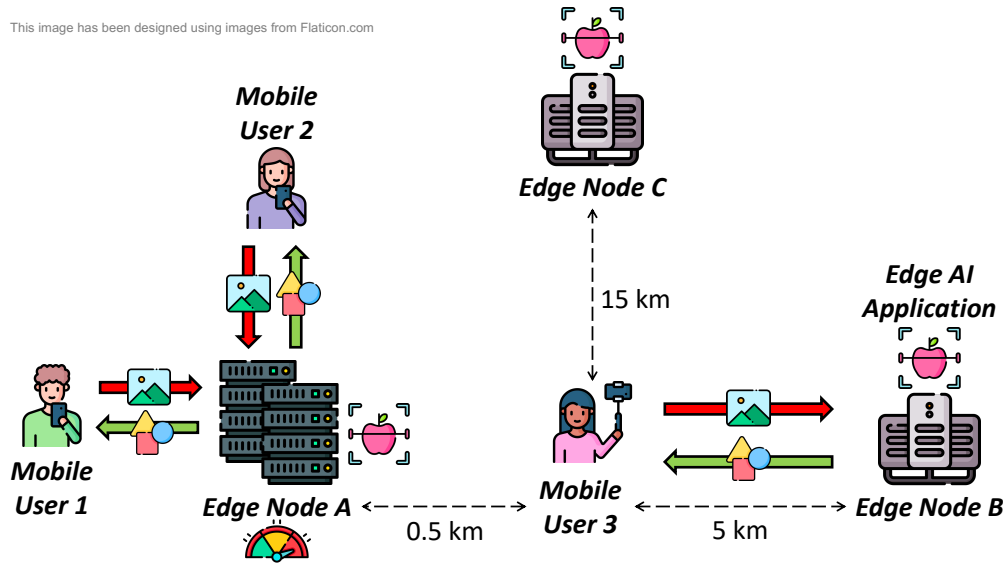 This image has been designed using images from Flaticon.com
Mobile
User 2
Edge Node C
15 km
Edge AI
Application
Mobile
User 1
Edge Node A
0.5 km
Mobile
User 3
5 km
Edge Node B